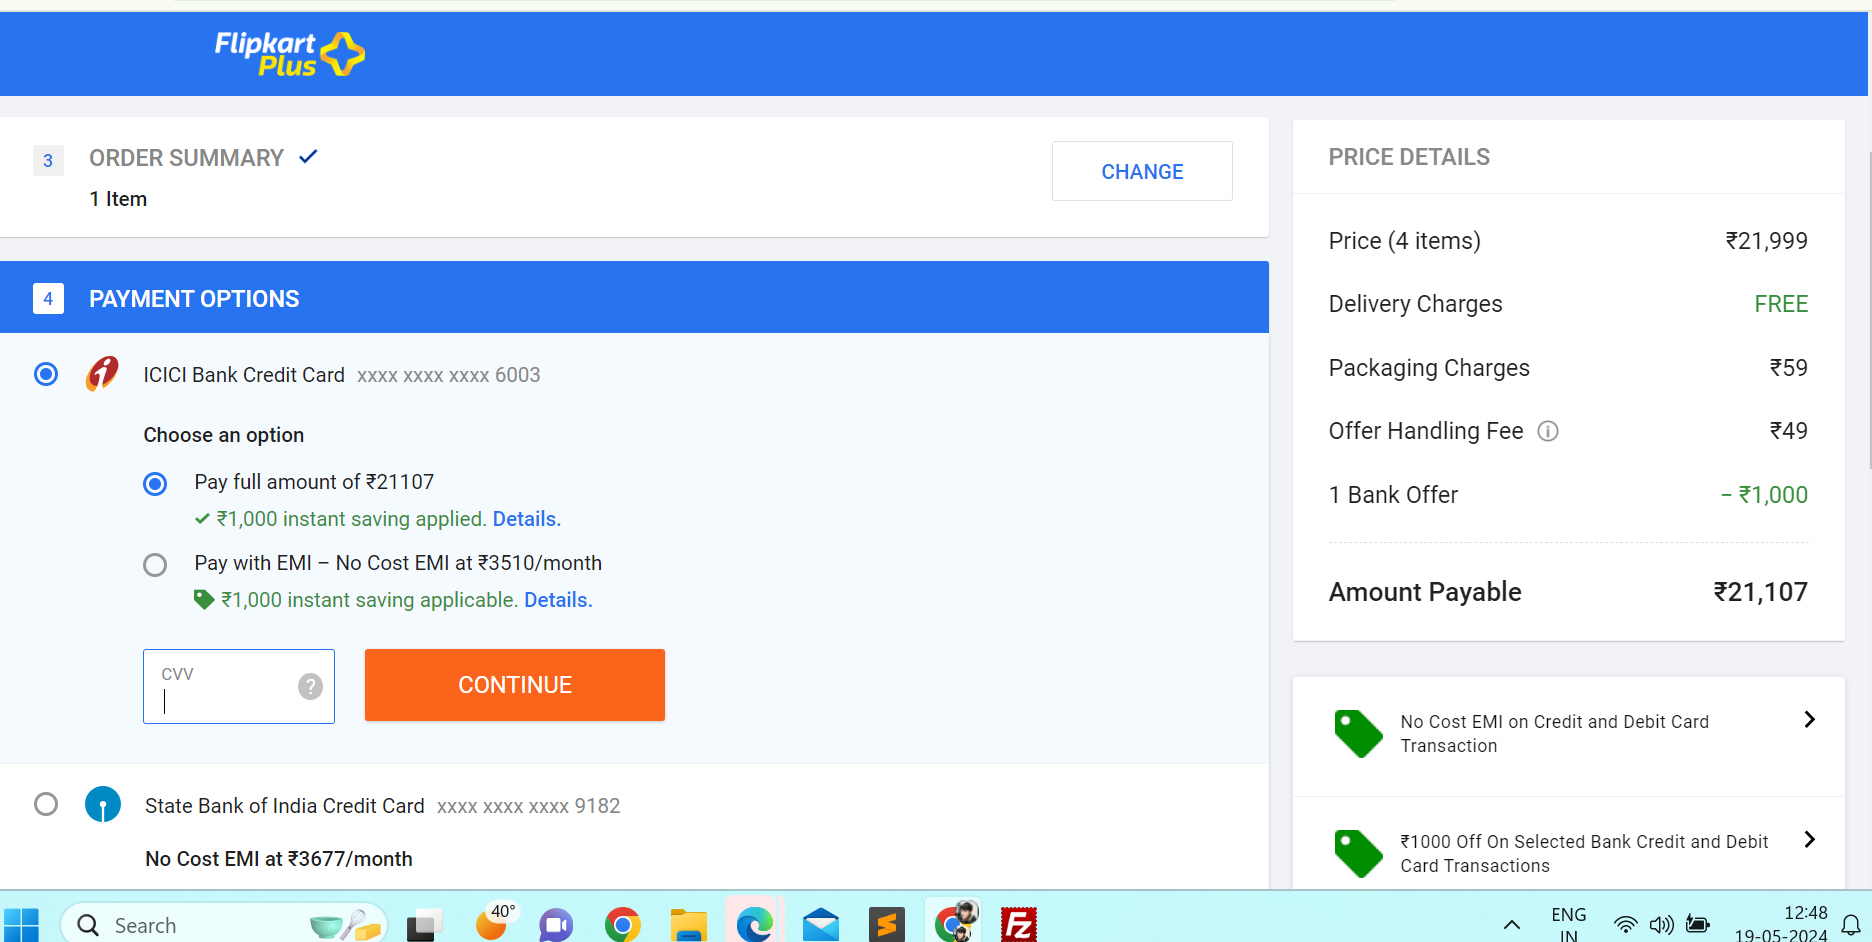 Flipkart
Plus
3
ORDER SUMMARY
1 Item
CHANGE
4
PAYMENT OPTIONS
ICICI Bank Credit Card xxxx xxxx xxxx 6003
Choose an option
Pay full amount of ₹21107
₹1,000 instant saving applied. Details.
Pay with EMI – No Cost EMI at ₹3510/month
₹1,000 instant saving applicable. Details.
CVV
?
CONTINUE
State Bank of India Credit Card xxxx xxxx xxxx 9182
No Cost EMI at ₹3677/month
PRICE DETAILS
Price (4 items) ₹21,999
Delivery Charges FREE
Packaging Charges ₹59
Offer Handling Fee ₹49
1 Bank Offer − ₹1,000
Amount Payable ₹21,107
No Cost EMI on Credit and Debit Card
Transaction
₹1000 Off On Selected Bank Credit and Debit
Card Transactions
Search
40°
Fz
ENG
IN
12:48
19-05-2024